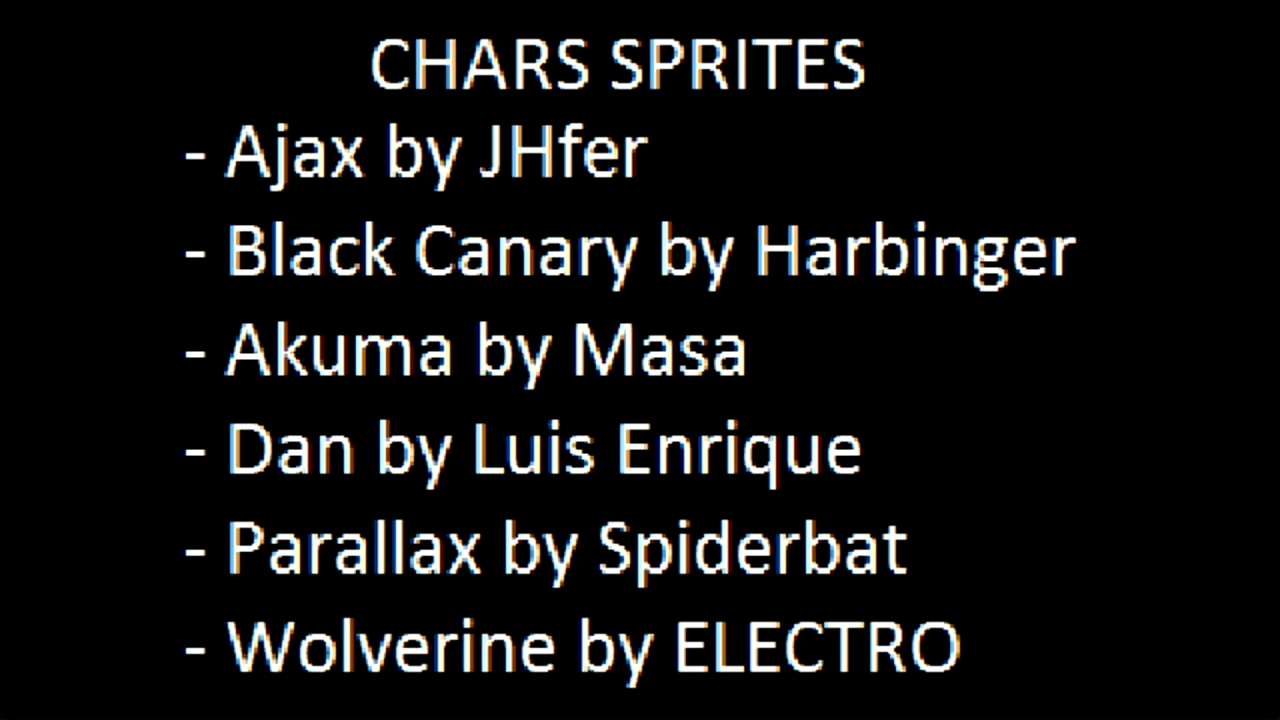 CHARS SPRITES
- Ajax by JHfer
- Black Canary by Harbinger
- Akuma by Masa
- Dan by Luis Enrique
- Parallax by Spiderbat
- Wolverine by ELECTRO